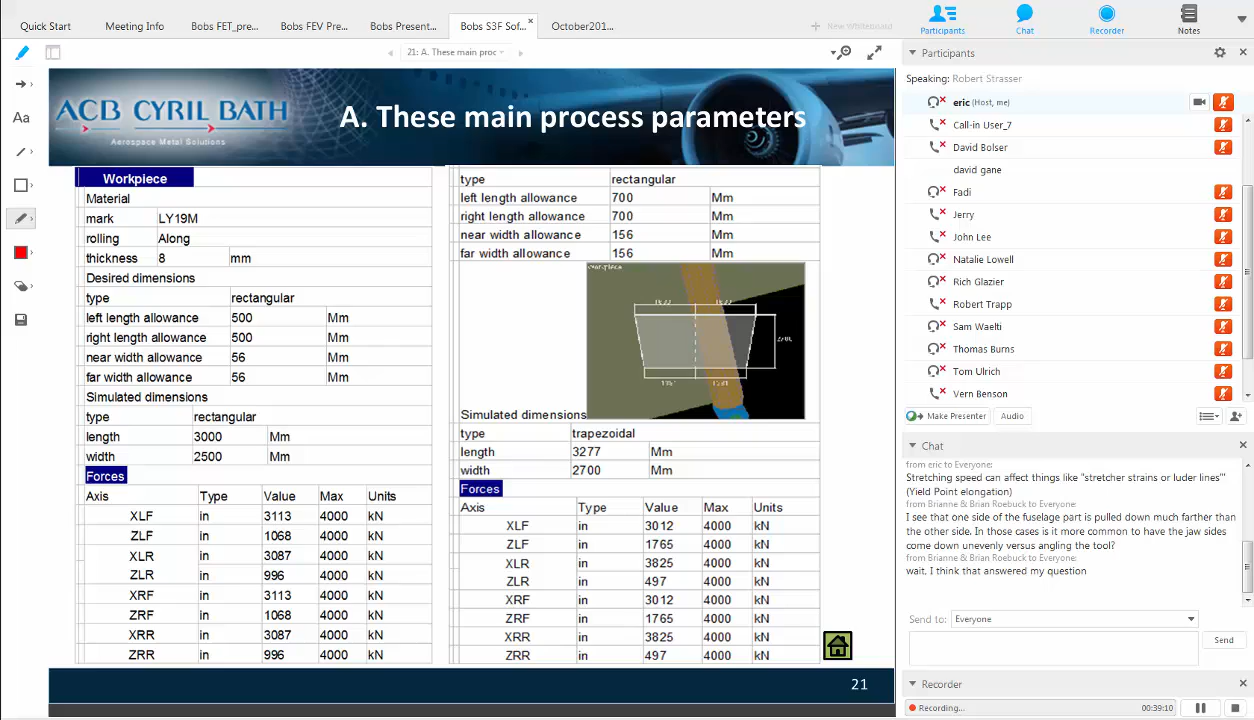 Quick Start
Meeting Info
Bobs FET_pre...
Bobs FEV Pre...
Bobs Present...
Bobs S3F Sof...
October201...
New Whiteboard
Participants
Chat
Recorder
Notes
21: A. These main proc
Aa
ACB CYRIL BATH
Aerospace Metal Solutions
A. These main process parameters
Workpiece
Material
mark LY19M
rolling Along
thickness 8 mm
Desired dimensions
type rectangular
left length allowance 500 Mm
right length allowance 500 Mm
near width allowance 56 Mm
far width allowance 56 Mm
Simulated dimensions
type rectangular
length 3000 Mm
width 2500 Mm
Forces
Axis Type Value Max Units
XLF in 3113 4000 kN
ZLF in 1068 4000 kN
XLR in 3087 4000 kN
ZLR in 996 4000 kN
XRF in 3113 4000 kN
ZRF in 1068 4000 kN
XRR in 3087 4000 kN
ZRR in 996 4000 kN
type rectangular
left length allowance 700 Mm
right length allowance 700 Mm
near width allowance 156 Mm
far width allowance 156 Mm
workpiece
2700
Simulated dimensions
type trapezoidal
length 3277 Mm
width 2700 Mm
Forces
Axis Type Value Max Units
XLF in 3012 4000 kN
ZLF in 1765 4000 kN
XLR in 3825 4000 kN
ZLR in 497 4000 kN
XRF in 3012 4000 kN
ZRF in 1765 4000 kN
XRR in 3825 4000 kN
ZRR in 497 4000 kN
21
Participants
Speaking: Robert Strasser
eric (Host, me)
Call-in User_7
David Bolser
david gane
Fadi
Jerry
John Lee
Natalie Lowell
Rich Glazier
Robert Trapp
Sam Waelti
Thomas Burns
Tom Ulrich
Vern Benson
Make Presenter
Audio
Chat
from eric to Everyone:
Stretching speed can affect things like "stretcher strains or luder lines'"
(Yield Point elongation)
from Brianne & Brian Roebuck to Everyone:
I see that one side of the fuselage part is pulled down much farther than
the other side. In those cases is it more common to have the jaw sides
come down unevenly versus angling the tool?
from Brianne & Brian Roebuck to Everyone:
wait. I think that answered my question
Send to: Everyone
Send
Recorder
Recording...
00:39:10